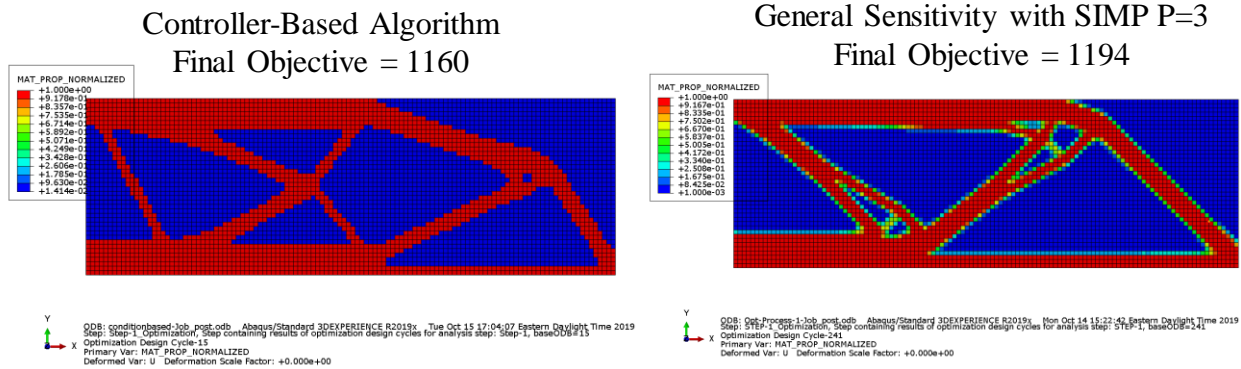 Controller-Based Algorithm
Final Objective = 1160
MAT_PROP_NORMALIZED
+1.000e+00
+9.178e-01
+8.357e-01
+7.535e-01
+6.714e-01
+5.892e-01
+5.071e-01
+4.249e-01
+3.428e-01
+2.606e-01
+1.785e-01
+9.630e-02
+1.414e-02
Y
X
ODB: conditionbased-Job_post.odb Abaqus/Standard 3DEXPERIENCE R2019x Tue Oct 15 17:04:07 Eastern Daylight Time 2019
Step: Step-1_Optimization, Step containing results of optimization design cycles for analysis step: Step-1, baseODB=15
Optimization Design Cycle-15
Primary Var: MAT_PROP_NORMALIZED
Deformed Var: U Deformation Scale Factor: +0.000e+00
General Sensitivity with SIMP P=3
Final Objective = 1194
MAT_PROP_NORMALIZED
+1.000e+00
+9.167e-01
+8.335e-01
+7.502e-01
+6.670e-01
+5.837e-01
+5.005e-01
+4.172e-01
+3.340e-01
+2.508e-01
+1.675e-01
+8.425e-02
+1.000e-03
Y
X
ODB: Opt-Process-1-Job_post.odb Abaqus/Standard 3DEXPERIENCE R2019x Mon Oct 14 15:22:42 Eastern Daylight Time 2019
Step: STEP-1_Optimization, Step containing results of optimization design cycles for analysis step: STEP-1, baseODB=241
Optimization Design Cycle-241
Primary Var: MAT_PROP_NORMALIZED
Deformed Var: U Deformation Scale Factor: +0.000e+00